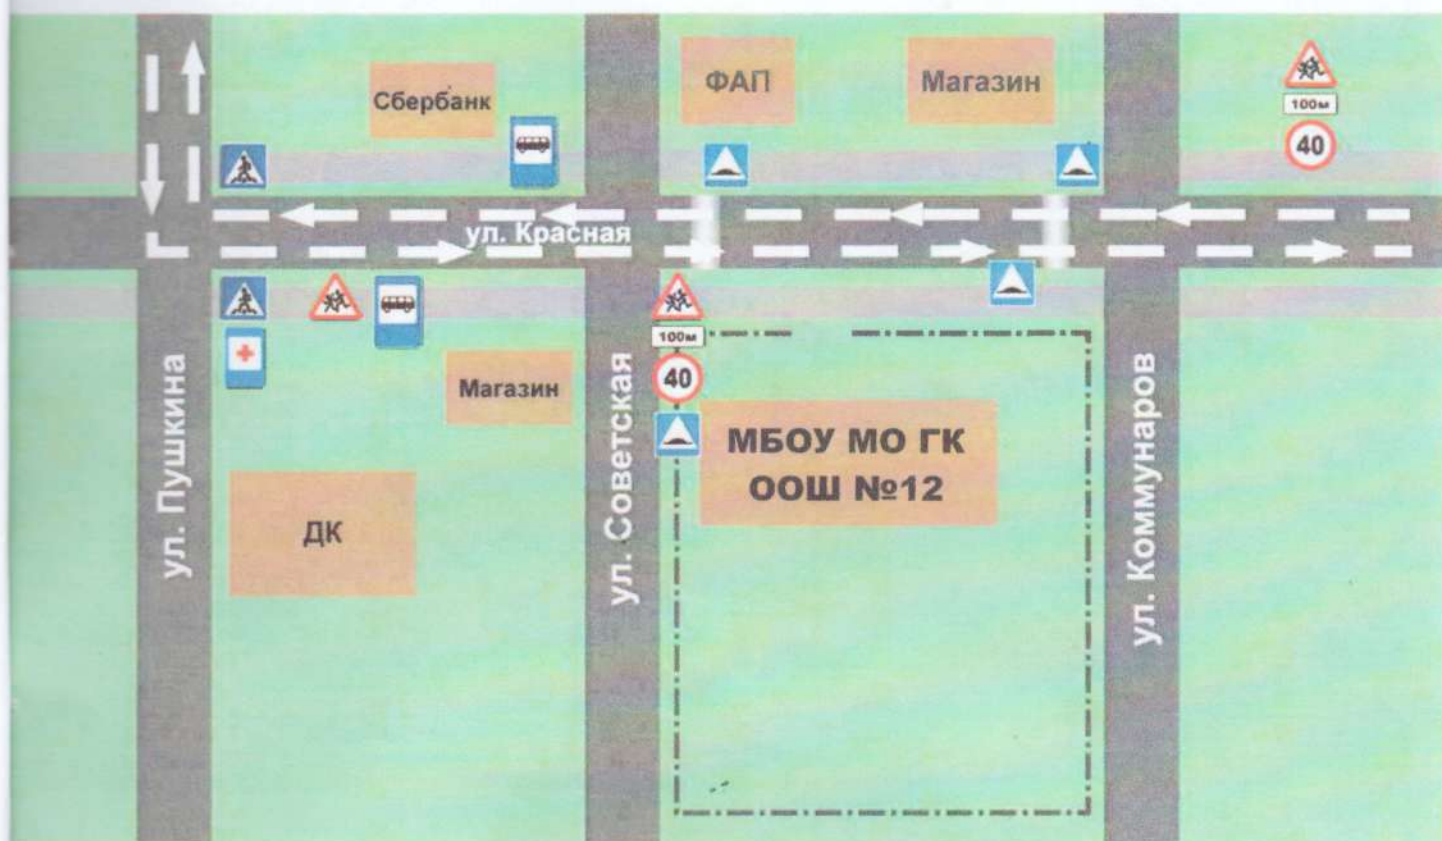 Сбербанк
ФАП
Магазин
100м
40
ул. Красная
100м
40
Магазин
МБОУ МО ГК
ООШ №12
ДК
ул. Пушкина
ул. Советская
ул. Коммунаров